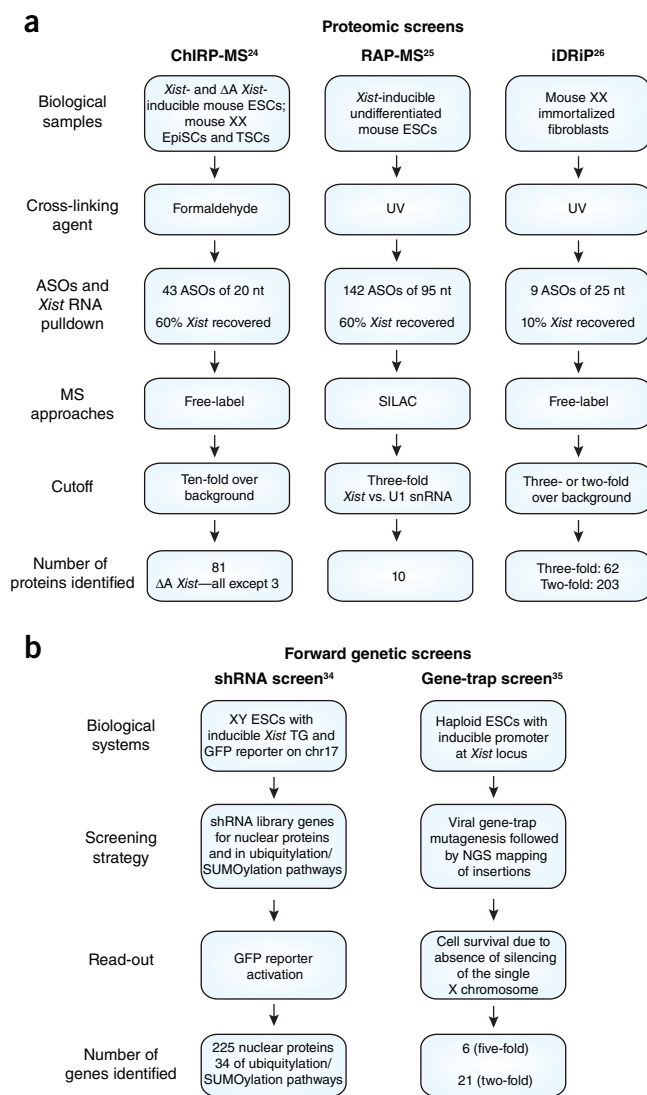 a
Proteomic screens
ChIRP-MS24
RAP-MS25
iDRiP26
Biological
samples
Xist- and ΔA Xist-
inducible mouse ESCs;
mouse XX
EpiSCs and TSCs
Xist-inducible
undifferentiated
mouse ESCs
Mouse XX
immortalized
fibroblasts
Cross-linking
agent
Formaldehyde
UV
UV
ASOs and
Xist RNA
pulldown
43 ASOs of 20 nt
60% Xist recovered
142 ASOs of 95 nt
60% Xist recovered
9 ASOs of 25 nt
10% Xist recovered
MS
approaches
Free-label
SILAC
Free-label
Cutoff
Ten-fold over
background
Three-fold
Xist vs. U1 snRNA
Three- or two-fold
over background
Number of
proteins identified
81
ΔA Xist—all except 3
10
Three-fold: 62
Two-fold: 203
b
Forward genetic screens
shRNA screen34
Gene-trap screen35
Biological
systems
XY ESCs with
inducible Xist TG and
GFP reporter on chr17
Haploid ESCs with
inducible promoter
at Xist locus
Screening
strategy
shRNA library genes
for nuclear proteins
and in ubiquitylation/
SUMOylation pathways
Viral gene-trap
mutagenesis followed
by NGS mapping
of insertions
Read-out
GFP reporter
activation
Cell survival due to
absence of silencing
of the single
X chromosome
Number of
genes identified
225 nuclear proteins
34 of ubiquitylation/
SUMOylation pathways
6 (five-fold)
21 (two-fold)